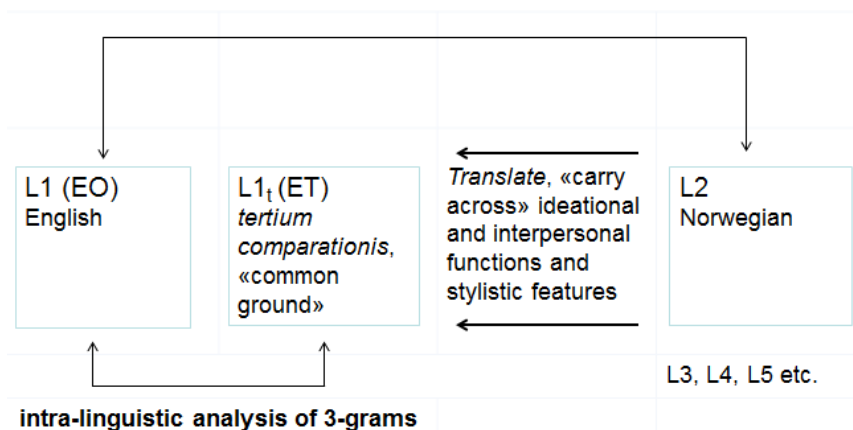 L1 (EO)
English
L1t (ET)
tertium
comparationis,
«common
ground»
Translate, «carry
across» ideational
and interpersonal
functions and
stylistic features
L2
Norwegian
L3, L4, L5 etc.
intra-linguistic analysis of 3-grams